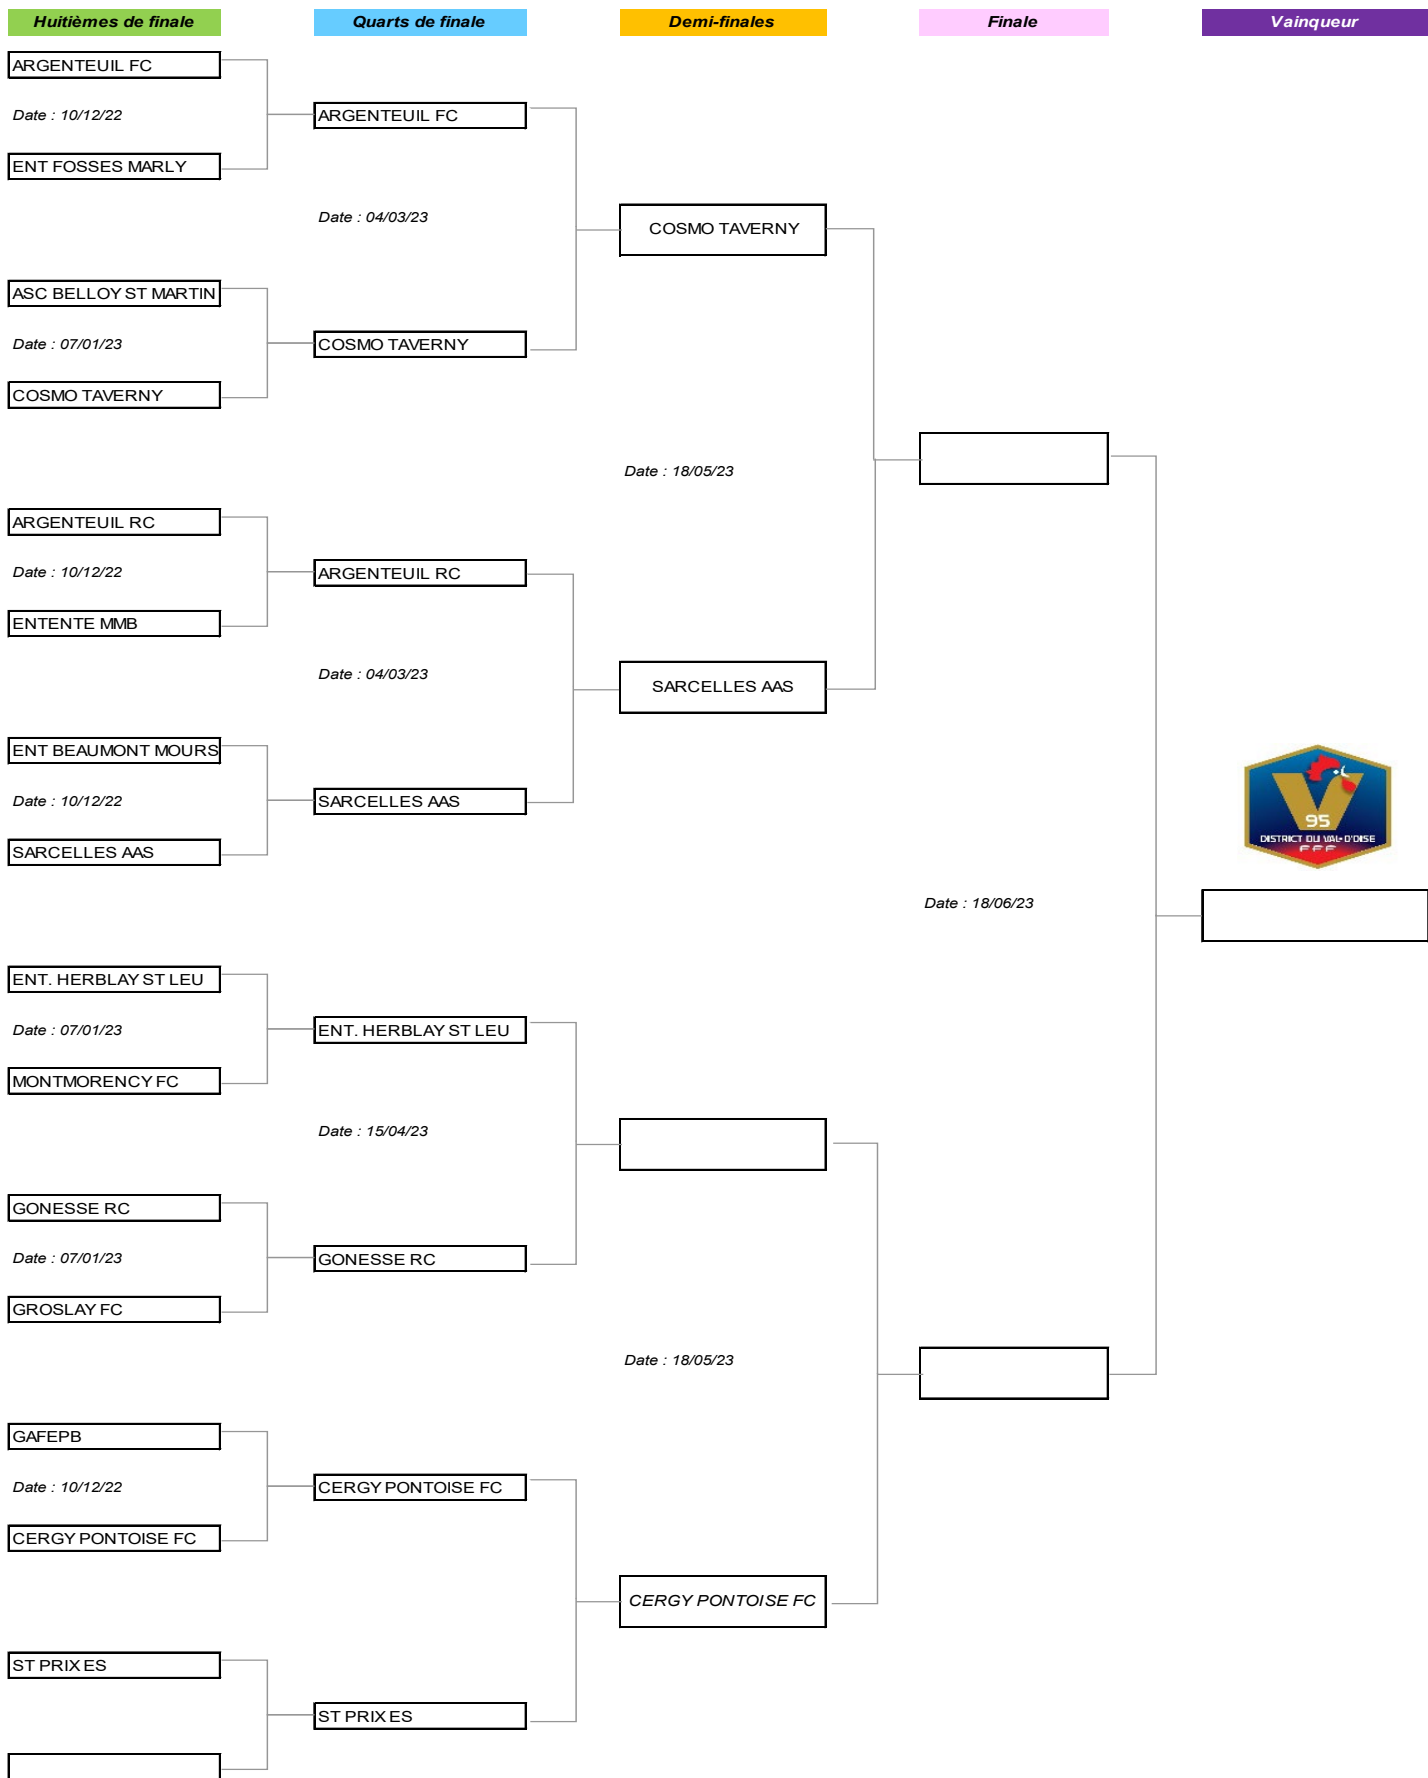 Huitièmes de finale
Quarts de finale
Demi-finales
Finale
Vainqueur
ARGENTEUIL FC
Date : 10/12/22
ARGENTEUIL FC
ENT FOSSES MARLY
Date : 04/03/23
COSMO TAVERNY
ASC BELLOY ST MARTIN
Date : 07/01/23
COSMO TAVERNY
COSMO TAVERNY
Date : 18/05/23
ARGENTEUIL RC
Date : 10/12/22
ARGENTEUIL RC
ENTENTE MMB
Date : 04/03/23
SARCELLES AAS
ENT BEAUMONT MOURS
Date : 10/12/22
SARCELLES AAS
SARCELLES AAS
95
DISTRICT DU VAL-D'OISE
FFF
Date : 18/06/23
ENT. HERBLAY ST LEU
Date : 07/01/23
ENT. HERBLAY ST LEU
MONTMORENCY FC
Date : 15/04/23
GONESSE RC
Date : 07/01/23
GONESSE RC
GROSLAY FC
Date : 18/05/23
GAFEPB
Date : 10/12/22
CERGY PONTOISE FC
CERGY PONTOISE FC
CERGY PONTOISE FC
ST PRIX ES
ST PRIX ES